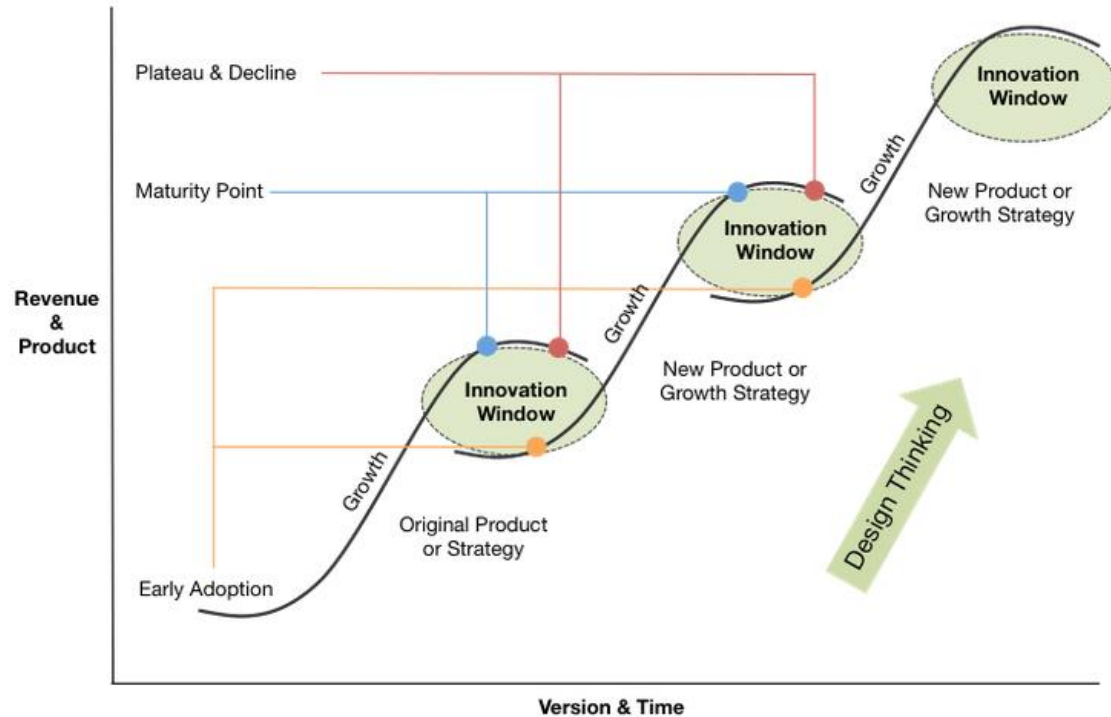 Plateau & Decline
Innovation
Window
Growth
Maturity Point
New Product or
Growth Strategy
Innovation
Window
Revenue
&
Product
Growth
New Product or
Growth Strategy
Innovation
Window
Design Thinking
Growth
Original Product
or Strategy
Early Adoption
Version & Time